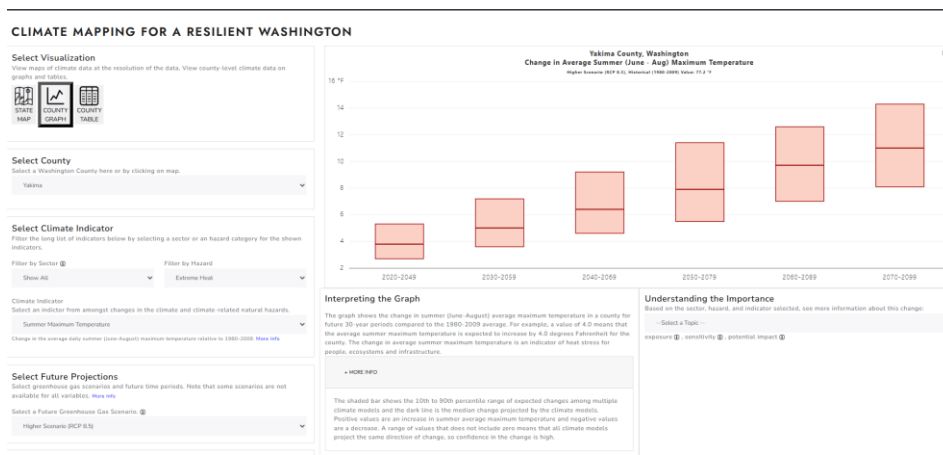 CLIMATE MAPPING FOR A RESILIENT WASHINGTON
Select Visualization
View maps of climate data at the resolution of the data. View county-level climate data on
graphs and tables.
STATE
MAP
COUNTY
GRAPH
COUNTY
TABLE
Select County
Select a Washington County here or by clicking on map.
Yakima
Select Climate Indicator
Filter the long list of indicators below by selecting a sector or an hazard category for the shown
indicators.
Filter by Sector
Filter by Hazard
Show All
Extreme Heat
Climate Indicator
Select an indictor from amongst changes in the climate and climate-related natural hazards.
Summer Maximum Temperature
Change in the average daily summer (June-August) maximum temperature relative to 1980-2009. More Info
Select Future Projections
Select greenhouse gas scenarios and future time periods. Note that some scenarios are not
available for all variables. More Info
Select a Future Greenhouse Gas Scenario.
Higher Scenario (RCP 8.5)
Yakima County, Washington
Change in Average Summer (June - Aug) Maximum Temperature
Higher Scenario (RCP 8.5), Historical (1980-2009) Value: 77.2 °F
16 °F
14
12
10
8
6
4
2
2020-2049
2030-2059
2040-2069
2050-2079
2060-2089
2070-2099
Interpreting the Graph
The graph shows the change in summer (June-August) average maximum temperature in a county for
future 30-year periods compared to the 1980-2009 average. For example, a value of 4.0 means that
the average summer maximum temperature is expected to increase by 4.0 degrees Fahrenheit for the
county. The change in average summer maximum temperature is an indicator of heat stress for
people, ecosystems and infrastructure.
+ MORE INFO
The shaded bar shows the 10th to 90th percentile range of expected changes among multiple
climate models and the dark line is the median change projected by the climate models.
Positive values are an increase in summer average maximum temperature and negative values
are a decrease. A range of values that does not include zero means that all climate models
project the same direction of change, so confidence in the change is high.
Understanding the Importance
Based on the sector, hazard, and indicator selected, see more information about this change:
--Select a Topic --
exposure , sensitivity , potential impact